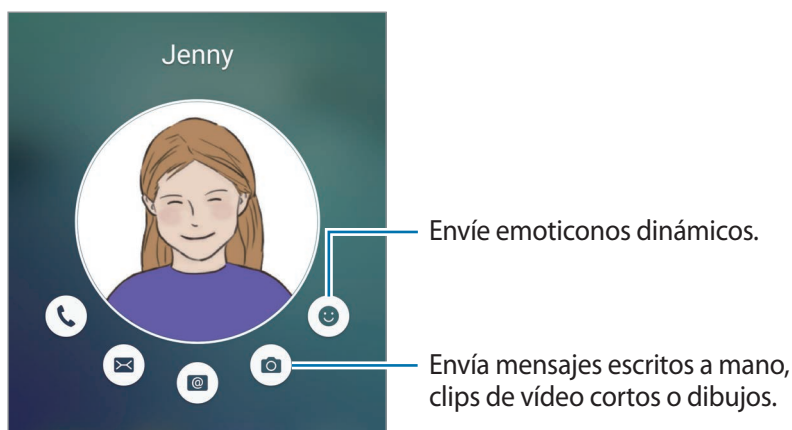 Jenny
Envíe emoticonos dinámicos.
@
Envía mensajes escritos a mano,
clips de vídeo cortos o dibujos.